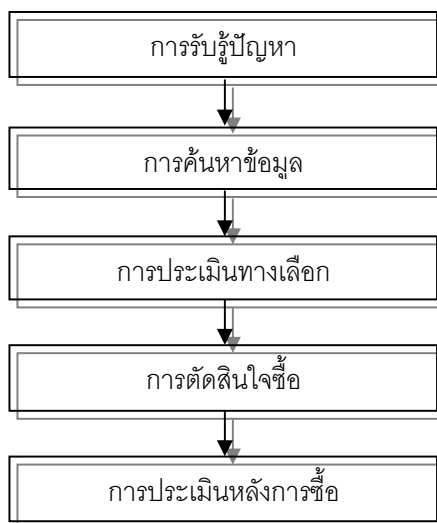 การรับรู้ปัญหา
การค้นหาข้อมูล
การประเมินทางเลือก
การตัดสินใจซื้อ
การประเมินหลังการซื้อ